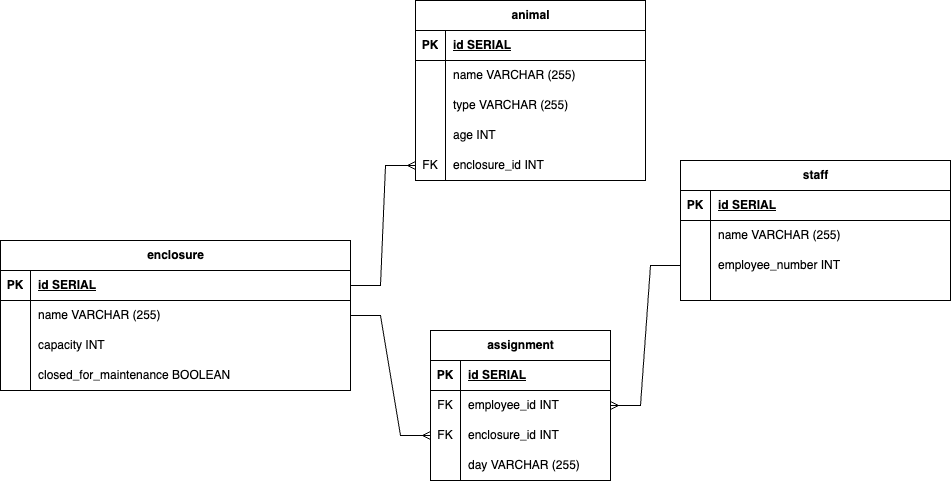 animal
PK id SERIAL
name VARCHAR (255)
type VARCHAR (255)
age INT
FK enclosure_id INT
staff
PK id SERIAL
name VARCHAR (255)
employee_number INT
enclosure
PK id SERIAL
name VARCHAR (255)
capacity INT
closed_for_maintenance BOOLEAN
assignment
PK id SERIAL
FK employee_id INT
FK enclosure_id INT
day VARCHAR (255)